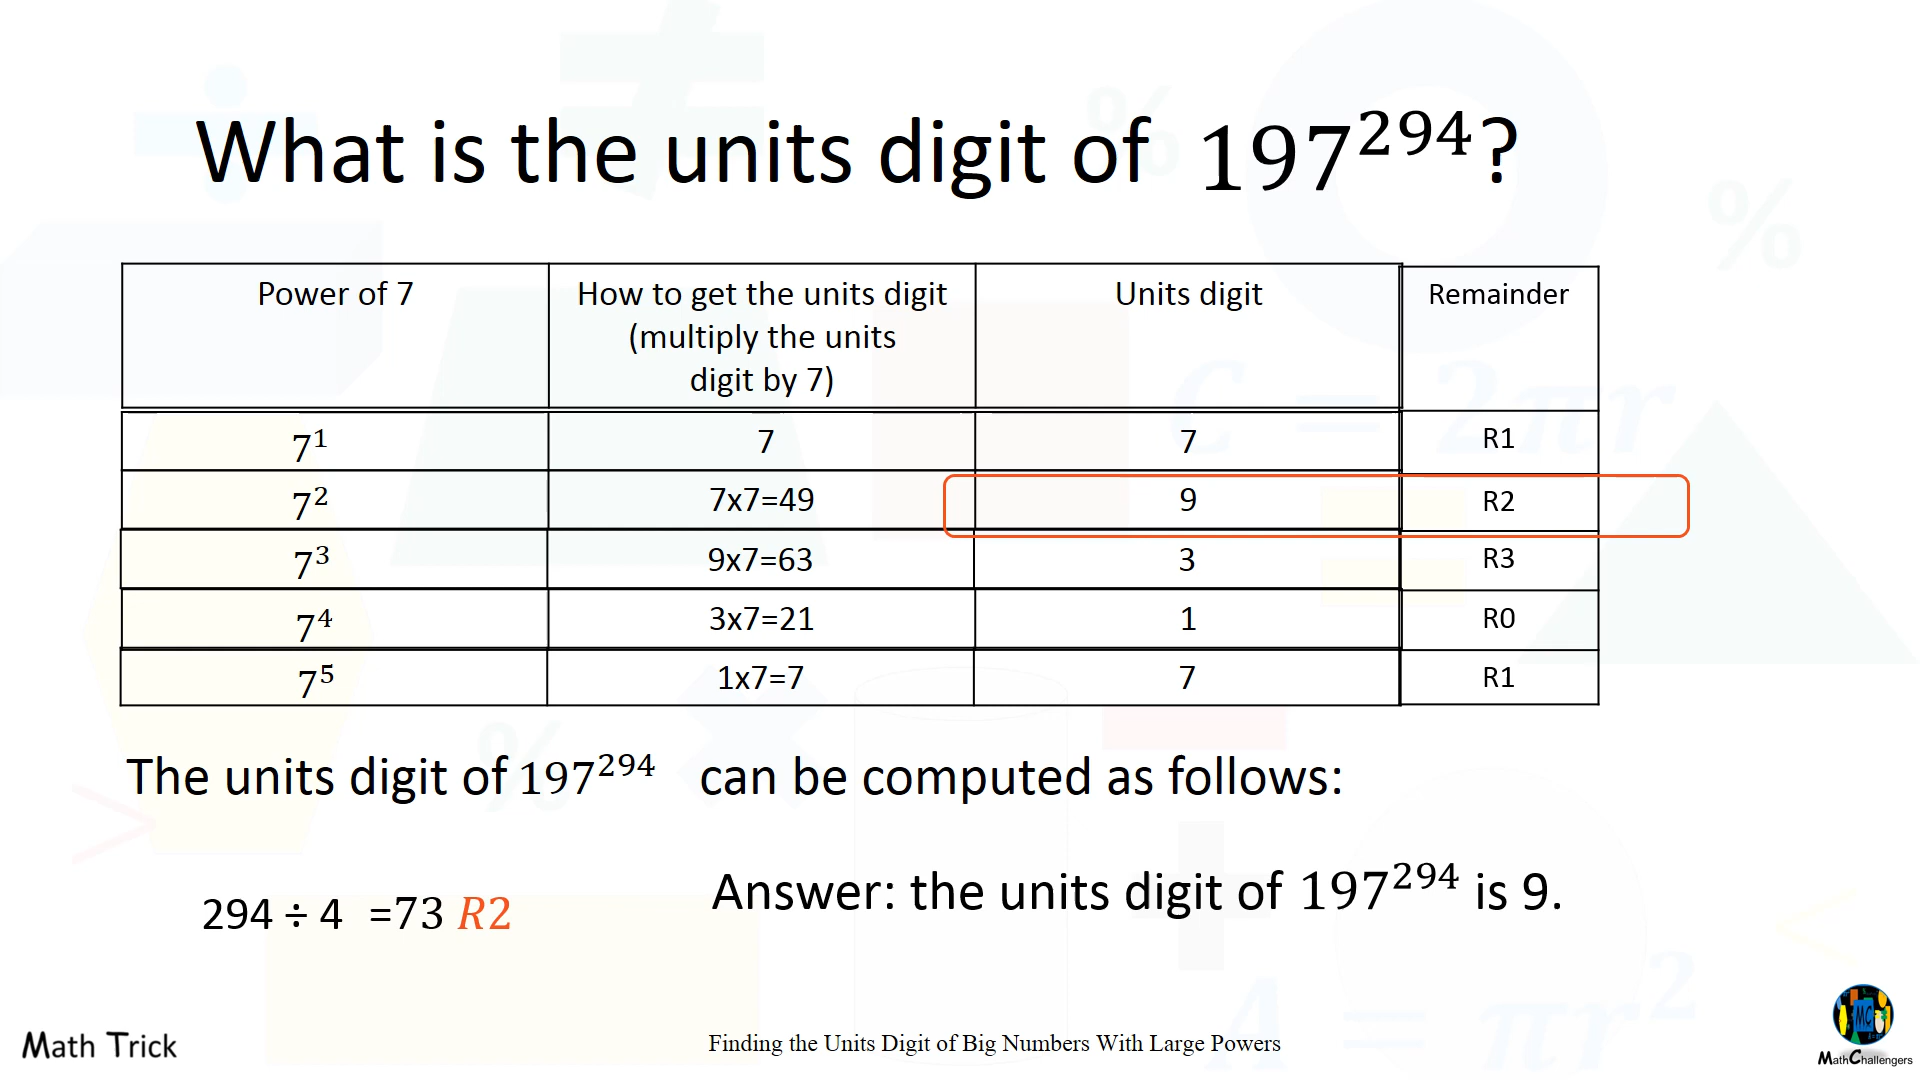 What is the units digit of 197²⁹⁴?
Power of 7 How to get the units digit (multiply the units digit by 7) Units digit Remainder
7¹ 7 7 R1
7² 7x7=49 9 R2
7³ 9x7=63 3 R3
7⁴ 3x7=21 1 R0
7⁵ 1x7=7 7 R1
The units digit of 197²⁹⁴ can be computed as follows:
294 ÷ 4 =73 R2
Answer: the units digit of 197²⁹⁴ is 9.
Math Trick
Finding the Units Digit of Big Numbers With Large Powers
MC
MathChallengers
%
%
%
C = 2πr
A = πr²